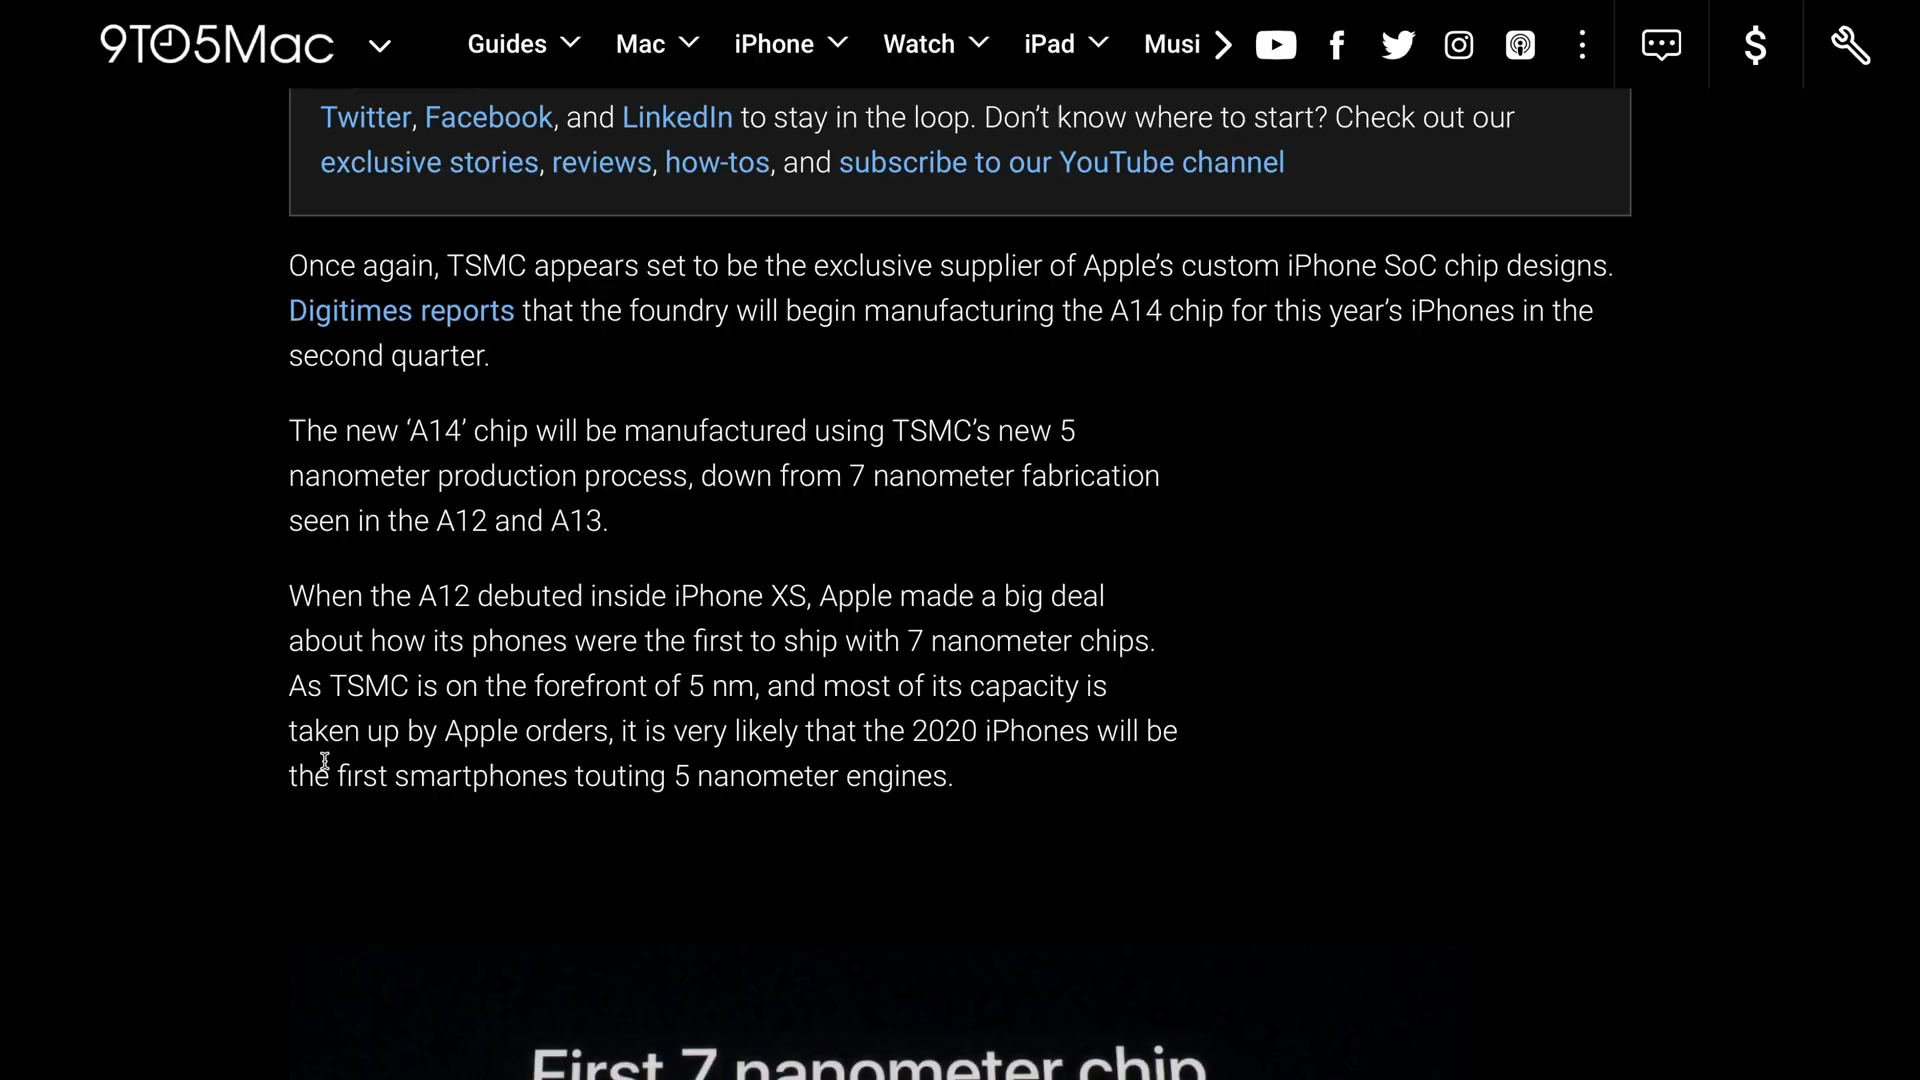 9TO5Mac Guides Mac iPhone Watch iPad Musi
Twitter, Facebook, and LinkedIn to stay in the loop. Don’t know where to start? Check out our
exclusive stories, reviews, how-tos, and subscribe to our YouTube channel
Once again, TSMC appears set to be the exclusive supplier of Apple’s custom iPhone SoC chip designs.
Digitimes reports that the foundry will begin manufacturing the A14 chip for this year’s iPhones in the
second quarter.
The new ‘A14’ chip will be manufactured using TSMC’s new 5
nanometer production process, down from 7 nanometer fabrication
seen in the A12 and A13.
When the A12 debuted inside iPhone XS, Apple made a big deal
about how its phones were the first to ship with 7 nanometer chips.
As TSMC is on the forefront of 5 nm, and most of its capacity is
taken up by Apple orders, it is very likely that the 2020 iPhones will be
the first smartphones touting 5 nanometer engines.
First 7 nanometer chip